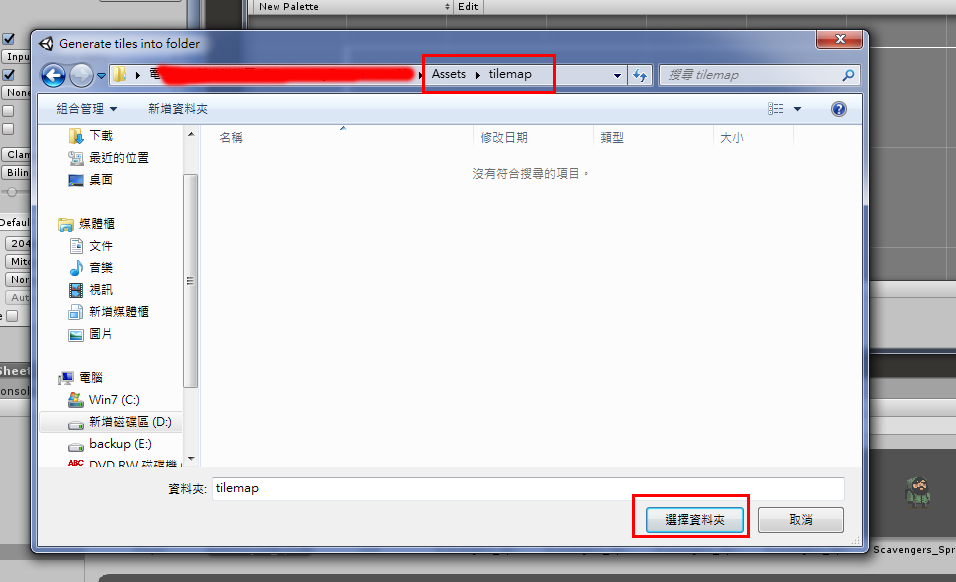 New Palette
Edit
Generate tiles into folder
Inpu
None
Clam
Bilin
Defaul
204
Mitc
Nor
Aut
Sheet
onsol
電
Assets
tilemap
搜尋 tilemap
組合管理
新增資料夾
下載
最近的位置
桌面
媒體櫃
文件
音樂
視訊
新增媒體櫃
圖片
電腦
Win7 (C:)
新增磁碟區 (D:)
backup (E:)
ABC DVD RW 磁碟機
名稱
修改日期
類型
大小
沒有符合搜尋的項目。
資料夾:
tilemap
選擇資料夾
取消
Scavengers_Spr